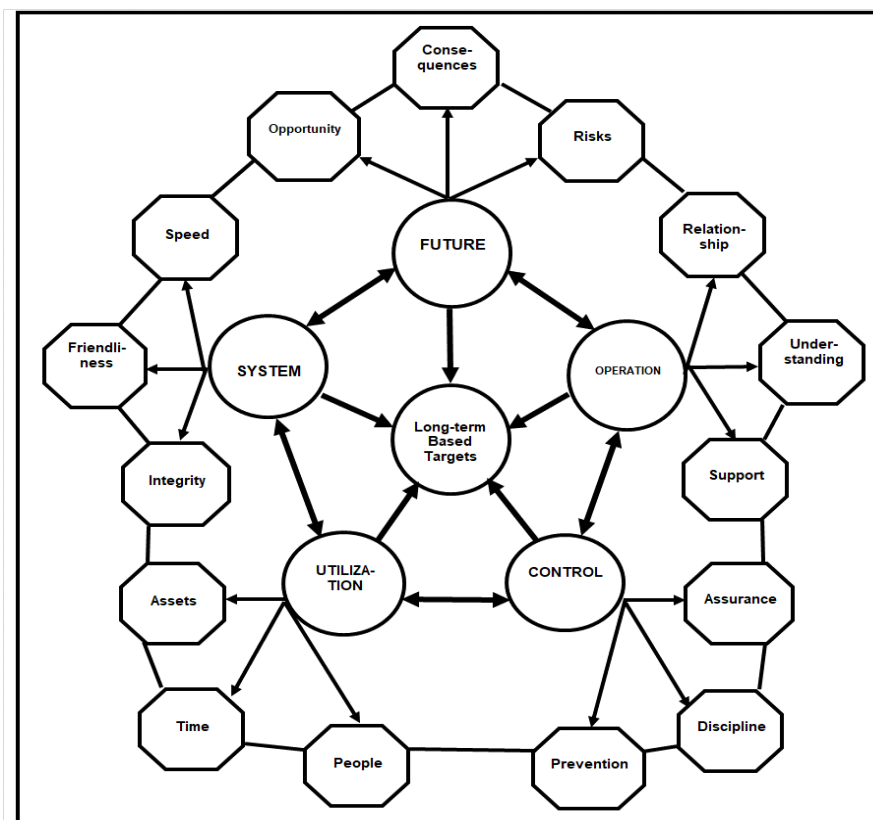 Conse-
quences
Opportunity
Risks
Speed
Relation-
ship
FUTURE
Friendli-
ness
SYSTEM
OPERATION
Under-
standing
Long-term
Based
Targets
Integrity
Support
UTILIZA-
TION
CONTROL
Assets
Assurance
Time
Discipline
People
Prevention